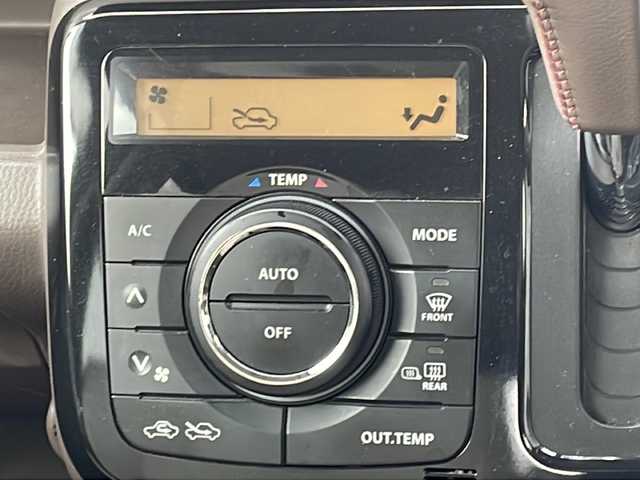 TEMP
A/C
MODE
AUTO
OFF
FRONT
REAR
OUT.TEMP